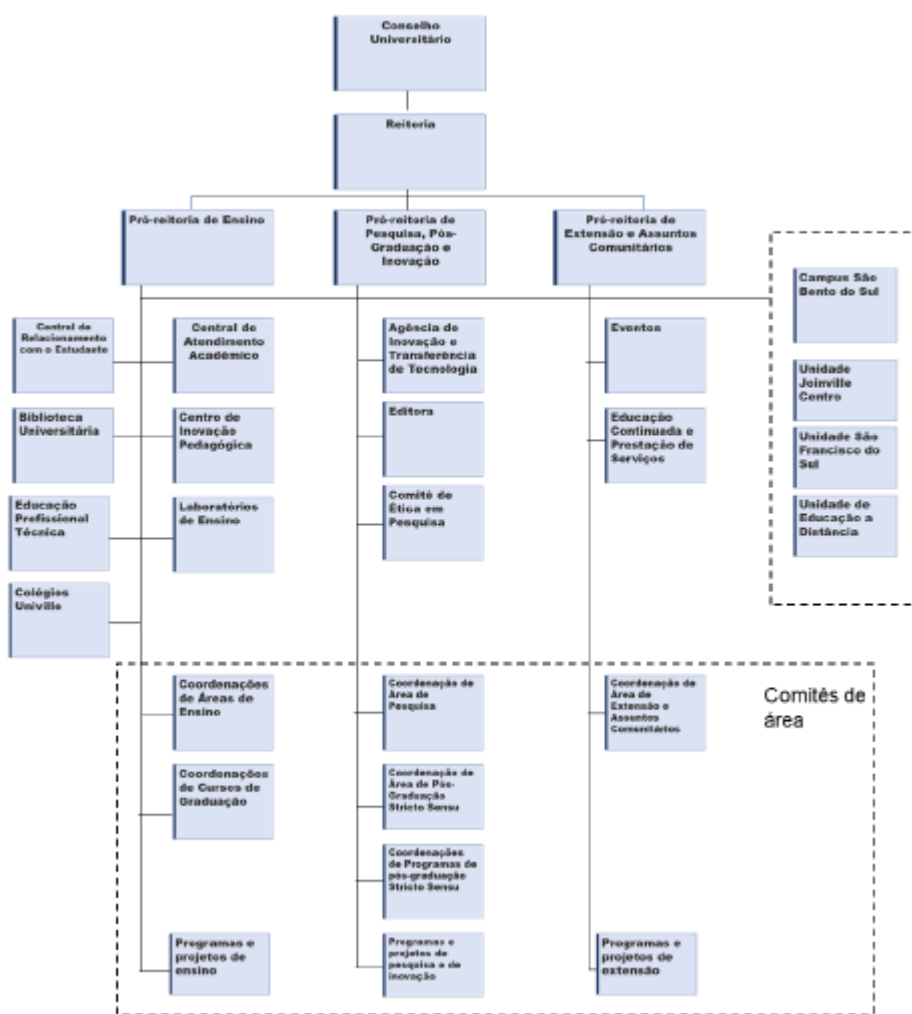 Conselho
Universitário
Reitoria
Pró-reitoria de Ensino
Pró-reitoria de
Pesquisa, Pós-
Graduação e
Inovação
Pró-reitoria de
Extensão e Assuntos
Comunitários
Campus São
Bento do Sul
Unidade
Joinville
Centro
Unidade São
Francisco do
Sul
Unidade de
Educação a
Distância
Central de
Relacionamento
com o Estudante
Central de
Atendimento
Acadêmico
Agência de
Inovação e
Transferência
de Tecnologia
Eventos
Biblioteca
Universitária
Centro de
Inovação
Pedagógica
Editora
Educação
Continuada e
Prestação de
Serviços
Educação
Profissional
Técnica
Laboratórios
de Ensino
Comitê de
Ética em
Pesquisa
Colégios
Univille
Coordenações
de Áreas de
Ensino
Coordenação de
Área de
Pesquisa
Coordenação de
Área de
Extensão e
Assuntos
Comunitários
Comitês de
área
Coordenações
de Cursos de
Graduação
Coordenação de
Área de Pós-
Graduação
Stricto Sensu
Coordenações
de Programas de
pós-graduação
Stricto Sensu
Programas e
projetos de
ensino
Programas e
projetos de
pesquisa e de
inovação
Programas e
projetos de
extensão